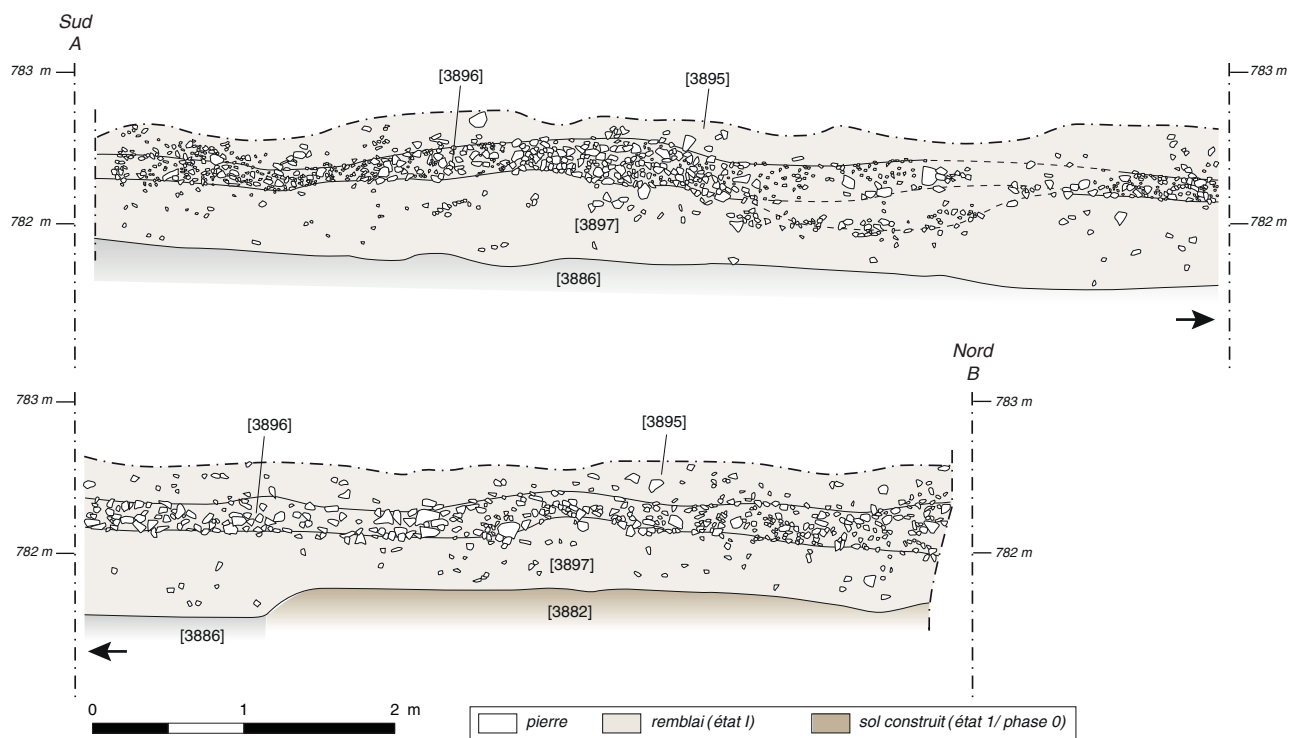 Sud
A
783 m
783 m
[3896]
[3895]
782 m
[3897]
782 m
[3886]
Nord
B
783 m
783 m
[3896]
[3895]
782 m
782 m
[3897]
[3882]
[3886]
0 1 2 m
pierre remblai (état I) sol construit (état 1/ phase 0)